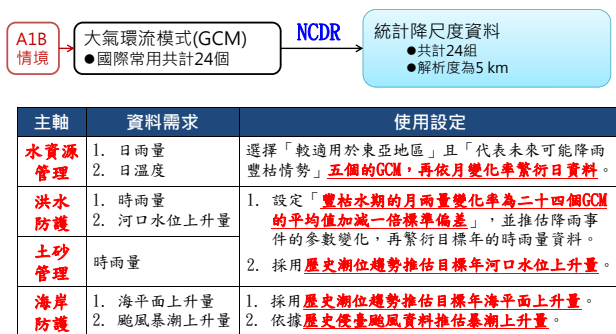 A1B
情境
大氣環流模式(GCM)
●國際常用共計24個
NCDR
統計降尺度資料
●共計24組
●解析度為5 km
主軸 資料需求 使用設定
水資源
管理
1. 日雨量
2. 日溫度
選擇「較適用於東亞地區」且「代表未來可能降雨
豐枯情勢」五個的GCM，再依月變化率繁衍日資料。
洪水
防護
1. 時雨量
2. 河口水位上升量
土砂
管理
時雨量
1. 設定「豐枯水期的月雨量變化率為二十四個GCM
的平均值加減一倍標準偏差」，並推估降雨事
件的參數變化，再繁衍目標年的時雨量資料。
2. 採用歷史潮位趨勢推估目標年河口水位上升量。
海岸
防護
1. 海平面上升量
2. 颱風暴潮上升量
1. 採用歷史潮位趨勢推估目標年海平面上升量。
2. 依據歷史侵臺颱風資料推估暴潮上升量。